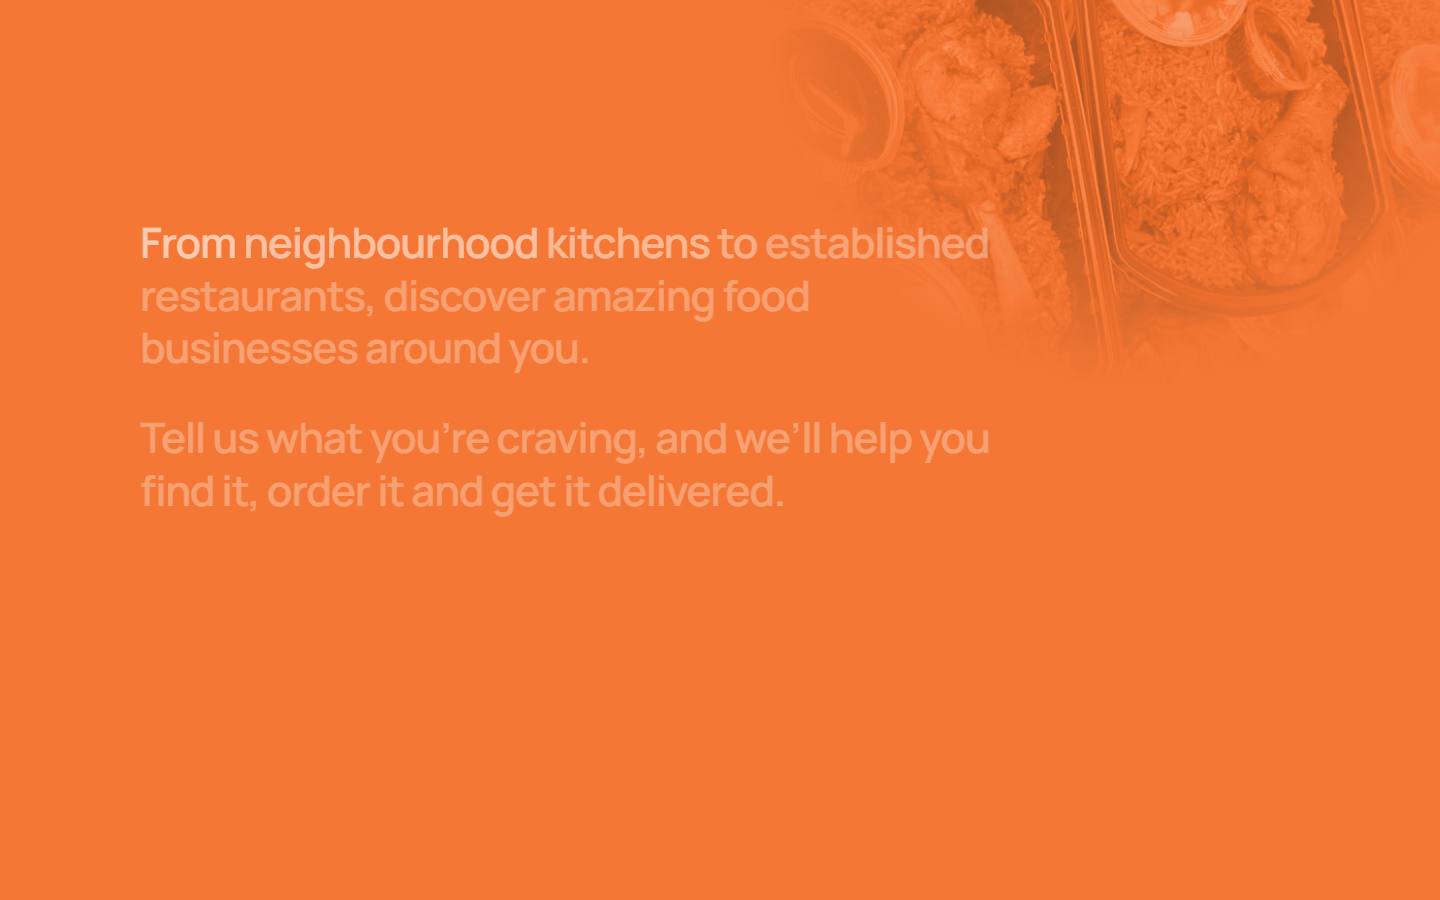 From neighbourhood kitchens to established
restaurants, discover amazing food
businesses around you.
Tell us what you’re craving, and we’ll help you
find it, order it and get it delivered.